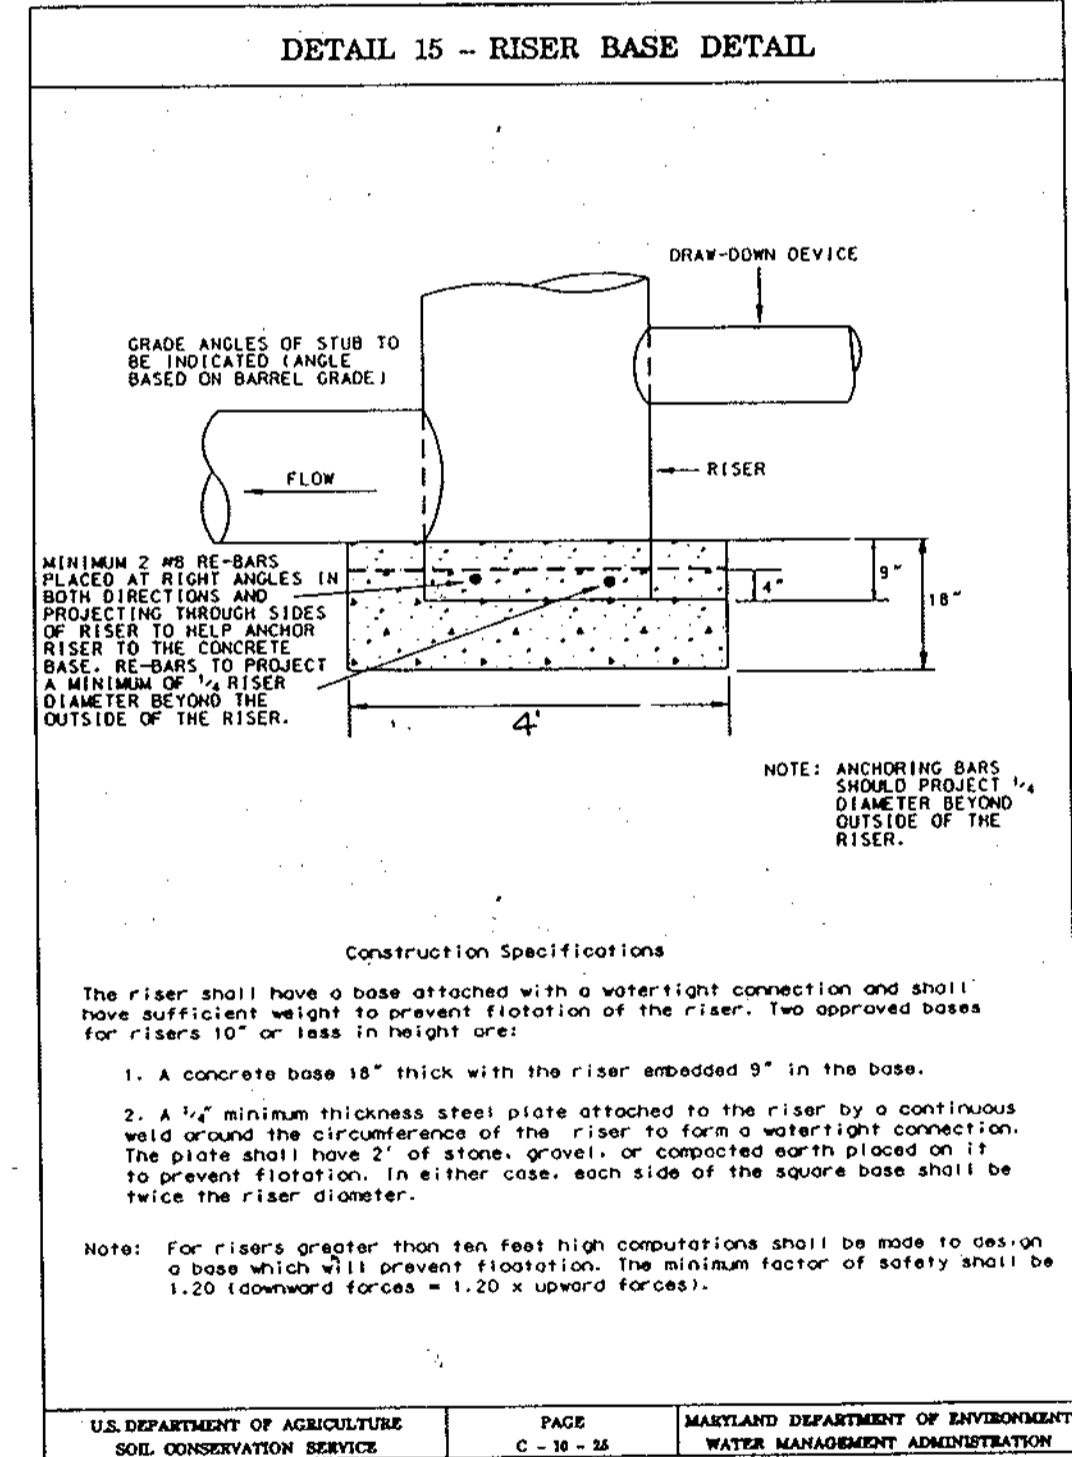 DETAIL 15 - RISER BASE DETAIL
DRAW-DOWN DEVICE
GRADE ANGLES OF STUB TO
BE INDICATED (ANGLE
BASED ON BARREL GRADE)
FLOW
RISER
MINIMUM 2 #8 RE-BARS
PLACED AT RIGHT ANGLES IN
BOTH DIRECTIONS AND
PROJECTING THROUGH SIDES
OF RISER TO HELP ANCHOR
RISER TO THE CONCRETE
BASE. RE-BARS TO PROJECT
A MINIMUM OF 1/4 RISER
DIAMETER BEYOND THE
OUTSIDE OF THE RISER.
4"
9"
18"
4'
NOTE: ANCHORING BARS
SHOULD PROJECT 1/4
DIAMETER BEYOND
OUTSIDE OF THE
RISER.
Construction Specifications
The riser shall have a base attached with a watertight connection and shall
have sufficient weight to prevent flotation of the riser. Two approved bases
for risers 10" or less in height are:
1. A concrete base 18" thick with the riser embedded 9" in the base.
2. A 1/4" minimum thickness steel plate attached to the riser by a continuous
weld around the circumference of the riser to form a watertight connection.
The plate shall have 2' of stone, gravel, or compacted earth placed on it
to prevent flotation. In either case, each side of the square base shall be
twice the riser diameter.
Note: For risers greater than ten feet high computations shall be made to design
a base which will prevent floatation. The minimum factor of safety shall be
1.20 (downward forces = 1.20 x upward forces).
U.S. DEPARTMENT OF AGRICULTURE
SOIL CONSERVATION SERVICE
PAGE
C - 10 - 25
MARYLAND DEPARTMENT OF ENVIRONMENT
WATER MANAGEMENT ADMINISTRATION